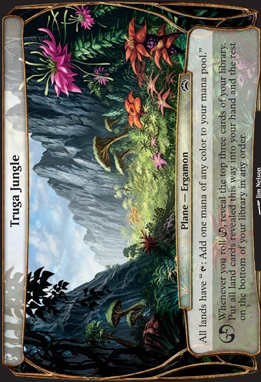 Truga Jungle
Plane — Ergamon
All lands have “: Add one mana of any color to your mana pool.”
Whenever you roll , reveal the top three cards of your library.
Put all land cards revealed this way into your hand and the rest
on the bottom of your library in any order.
Jim Nelson